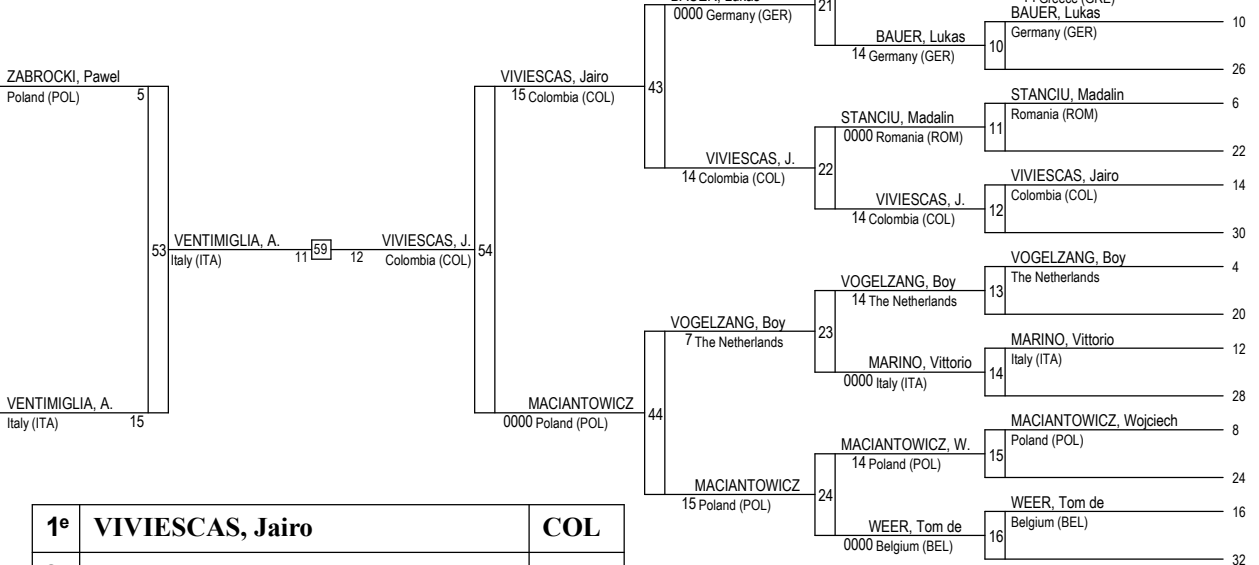 0000 Germany (GER)
21
BAUER, Lukas
10
BAUER, Lukas
14 Germany (GER)
10
Germany (GER)
26
ZABROCKI, Pawel
Poland (POL)
5
VIVIESCAS, Jairo
15 Colombia (COL)
43
STANCIU, Madalin
6
Romania (ROM)
STANCIU, Madalin
0000 Romania (ROM)
11
22
VIVIESCAS, J.
14 Colombia (COL)
22
VIVIESCAS, Jairo
14
Colombia (COL)
VIVIESCAS, J.
14 Colombia (COL)
12
30
53
VENTIMIGLIA, A.
Italy (ITA)
11
59
12
VIVIESCAS, J.
Colombia (COL)
54
VOGELZANG, Boy
4
The Netherlands
VOGELZANG, Boy
14 The Netherlands
13
20
VOGELZANG, Boy
7 The Netherlands
23
MARINO, Vittorio
12
Italy (ITA)
MARINO, Vittorio
0000 Italy (ITA)
14
28
VENTIMIGLIA, A.
Italy (ITA)
15
MACIANTOWICZ
0000 Poland (POL)
44
MACIANTOWICZ, Wojciech
8
Poland (POL)
MACIANTOWICZ, W.
14 Poland (POL)
15
24
MACIANTOWICZ
15 Poland (POL)
24
WEER, Tom de
16
Belgium (BEL)
WEER, Tom de
0000 Belgium (BEL)
16
32
1e VIVIESCAS, Jairo COL